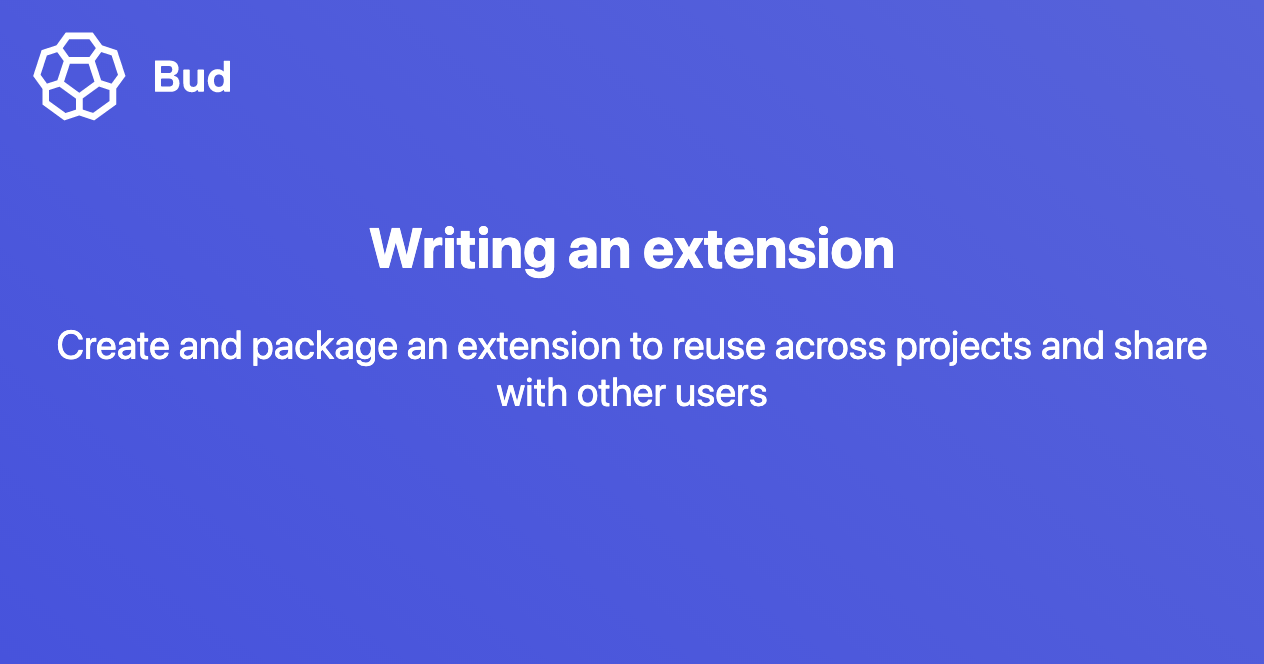 Bud
Writing an extension
Create and package an extension to reuse across projects and share
with other users